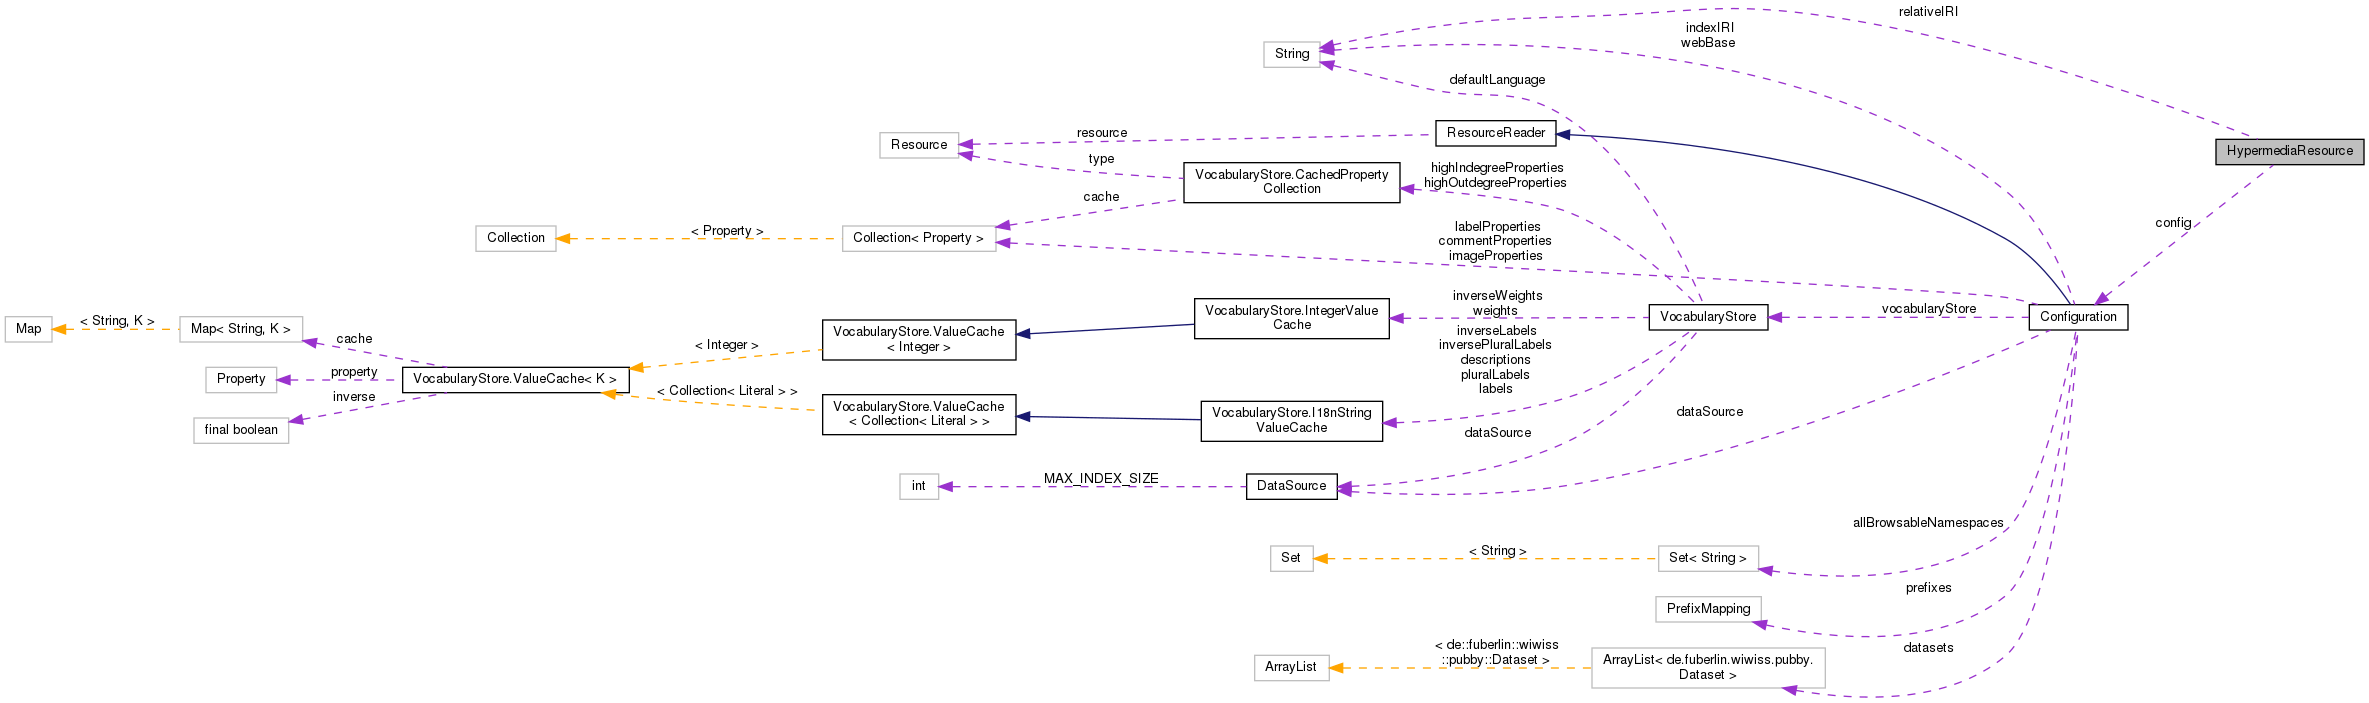 relativeIRI
indexIRI
webBase
String
defaultLanguage
resource
ResourceReader
Resource
HypermediaResource
type
VocabularyStore.CachedProperty
Collection
highIndegreeProperties
highOutdegreeProperties
cache
config
Collection
< Property >
Collection< Property >
labelProperties
commentProperties
imageProperties
Map
< String, K >
Map< String, K >
cache
VocabularyStore.ValueCache
< Integer >
VocabularyStore.IntegerValue
Cache
inverseWeights
weights
VocabularyStore
vocabularyStore
Configuration
< Integer >
Property
property
VocabularyStore.ValueCache< K >
inverseLabels
inversePluralLabels
descriptions
pluralLabels
labels
final boolean
inverse
< Collection< Literal > >
VocabularyStore.ValueCache
< Collection< Literal > >
VocabularyStore.I18nString
ValueCache
dataSource
dataSource
int
MAX_INDEX_SIZE
DataSource
allBrowsableNamespaces
Set
< String >
Set< String >
prefixes
PrefixMapping
datasets
ArrayList
< de::fuberlin::wiwiss
::pubby::Dataset >
ArrayList< de.fuberlin.wiwiss.pubby.
Dataset >